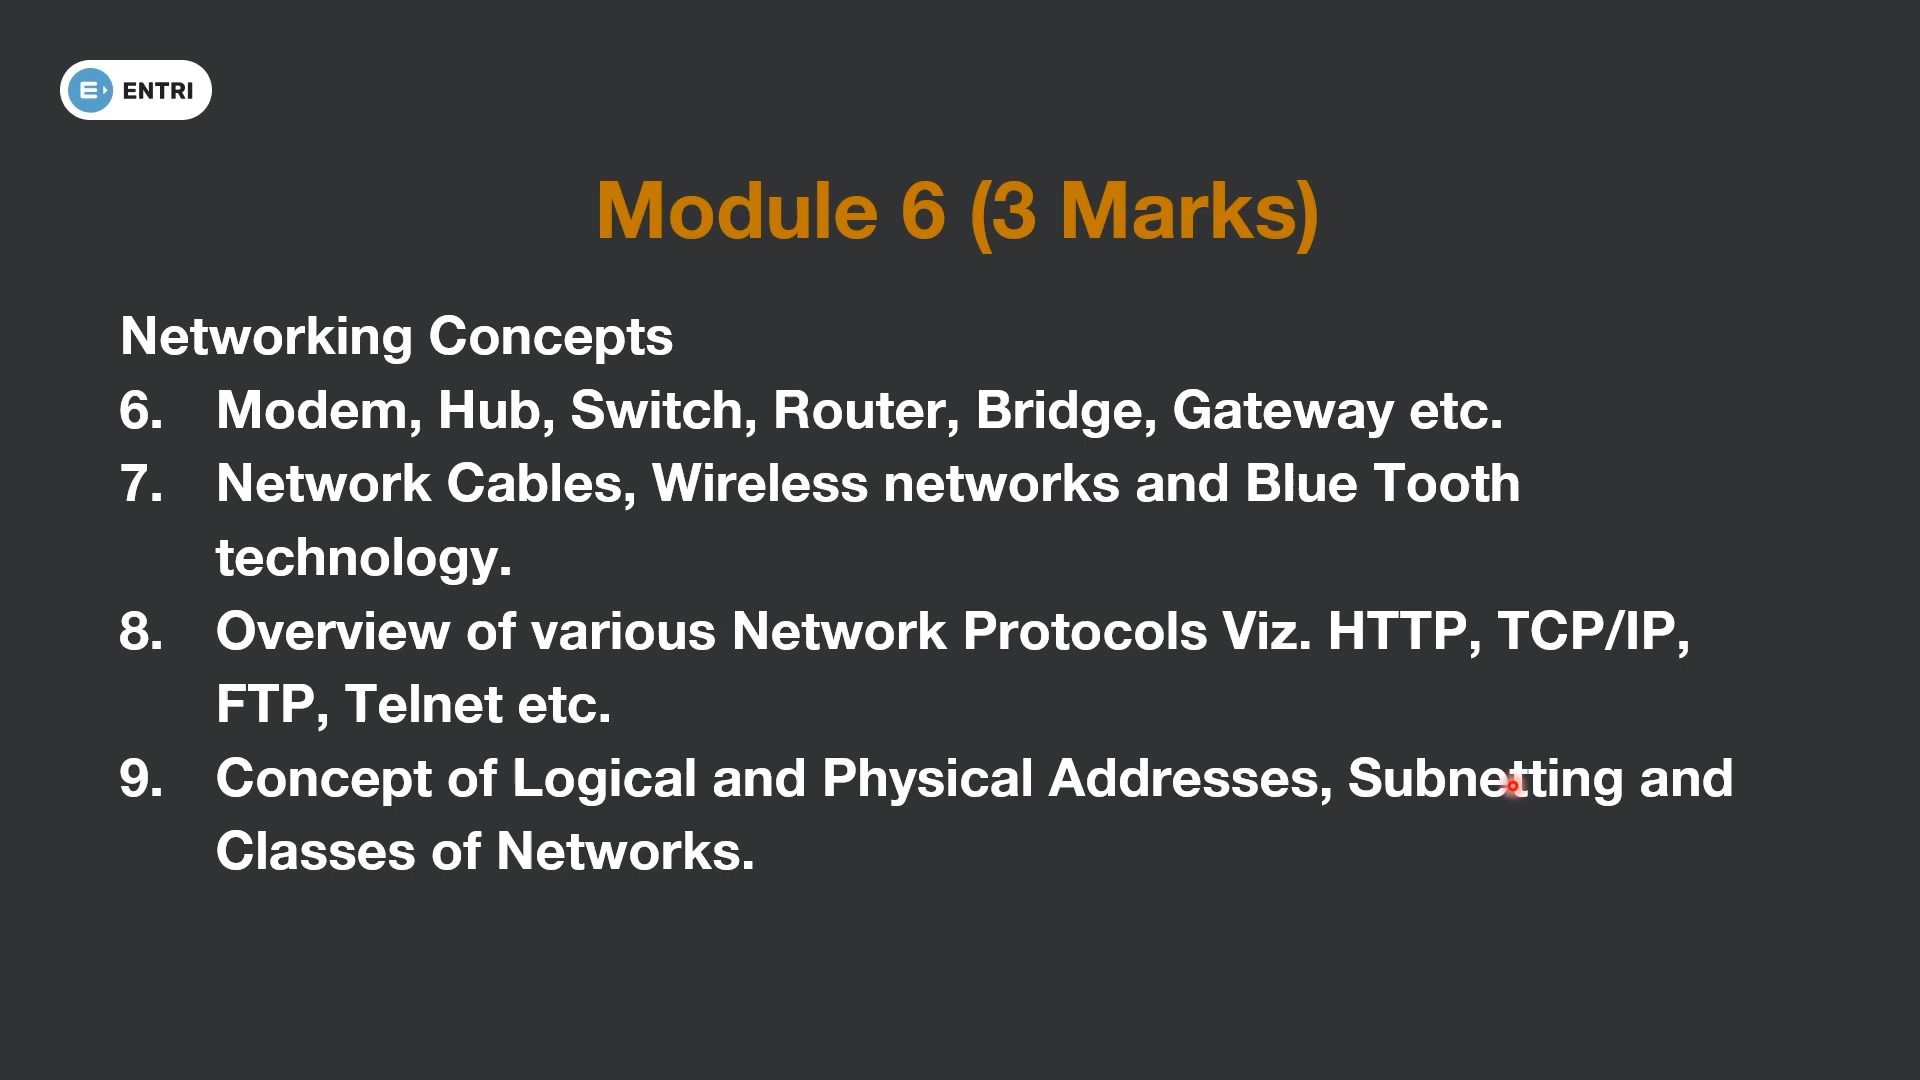 ENTRI
Module 6 (3 Marks)
Networking Concepts
6. Modem, Hub, Switch, Router, Bridge, Gateway etc.
7. Network Cables, Wireless networks and Blue Tooth
technology.
8. Overview of various Network Protocols Viz. HTTP, TCP/IP,
FTP, Telnet etc.
9. Concept of Logical and Physical Addresses, Subnetting and
Classes of Networks.